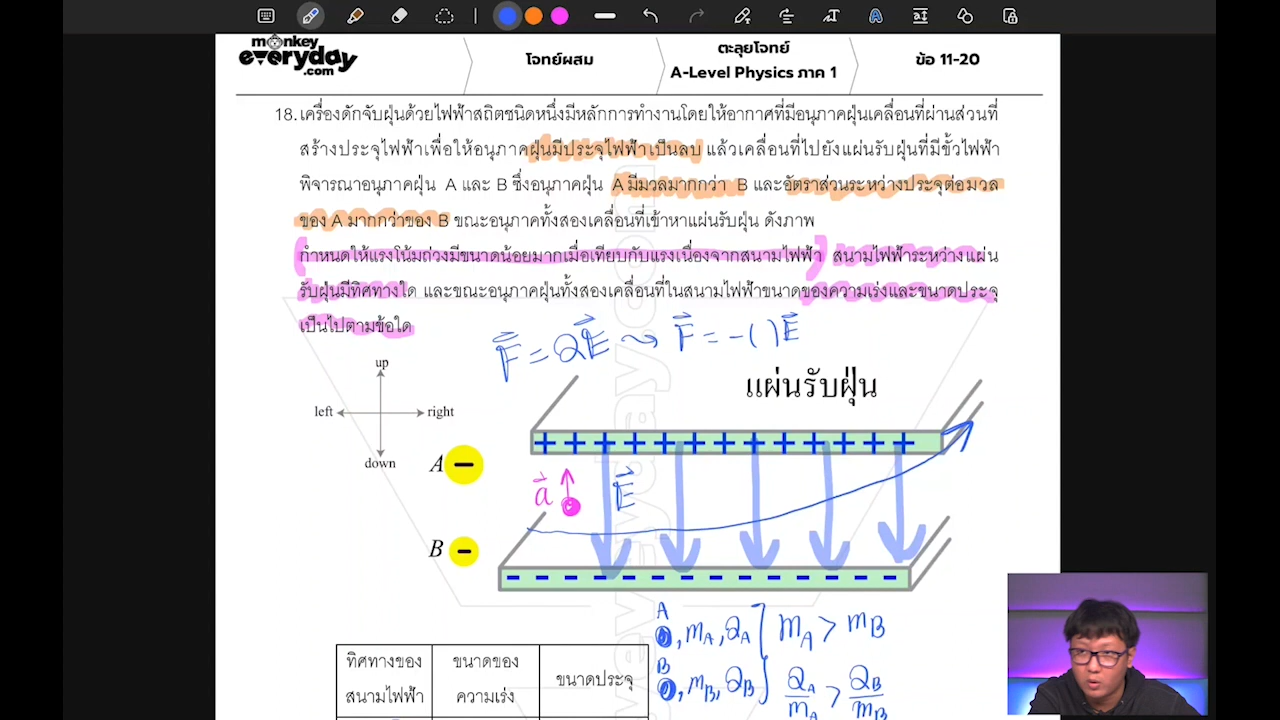 monkey
everyday
.com
โจทย์ผสม
ตะลุยโจทย์
A-Level Physics ภาค 1
ข้อ 11-20
18. เครื่องดักจับฝุ่นด้วยไฟฟ้าสถิตชนิดหนึ่งมีหลักการทำงานโดยให้อากาศที่มีอนุภาคฝุ่นเคลื่อนที่ผ่านส่วนที่
สร้างประจุไฟฟ้าเพื่อให้อนุภาคฝุ่นมีประจุไฟฟ้าเป็นลบ แล้วเคลื่อนที่ไปยังแผ่นรับฝุ่นที่มีขั้วไฟฟ้า
พิจารณาอนุภาคฝุ่น A และ B ซึ่งอนุภาคฝุ่น A มีมวลมากกว่า B และอัตราส่วนระหว่างประจุต่อมวล
ของ A มากกว่าของ B ขณะอนุภาคทั้งสองเคลื่อนที่เข้าหาแผ่นรับฝุ่น ดังภาพ
กำหนดให้แรงโน้มถ่วงมีขนาดน้อยมากเมื่อเทียบกับแรงเนื่องจากสนามไฟฟ้า สนามไฟฟ้าระหว่างแผ่น
รับฝุ่นมีทิศทางใด และขณะอนุภาคฝุ่นทั้งสองเคลื่อนที่ในสนามไฟฟ้าขนาดของความเร่งและขนาดประจุ
เป็นไปตามข้อใด
F = QE ⇝ F = -( )E
แผ่นรับฝุ่น
up
left
right
down
A −
B −
+ + + + + + + + + + + + +
a
E
− − − − − − − − − − − − −
A
, mA, QA
mA > mB
B
, mB, QB
QA/mA > QB/mB
ทิศทางของ
สนามไฟฟ้า
ขนาดของ
ความเร่ง
ขนาดประจุ